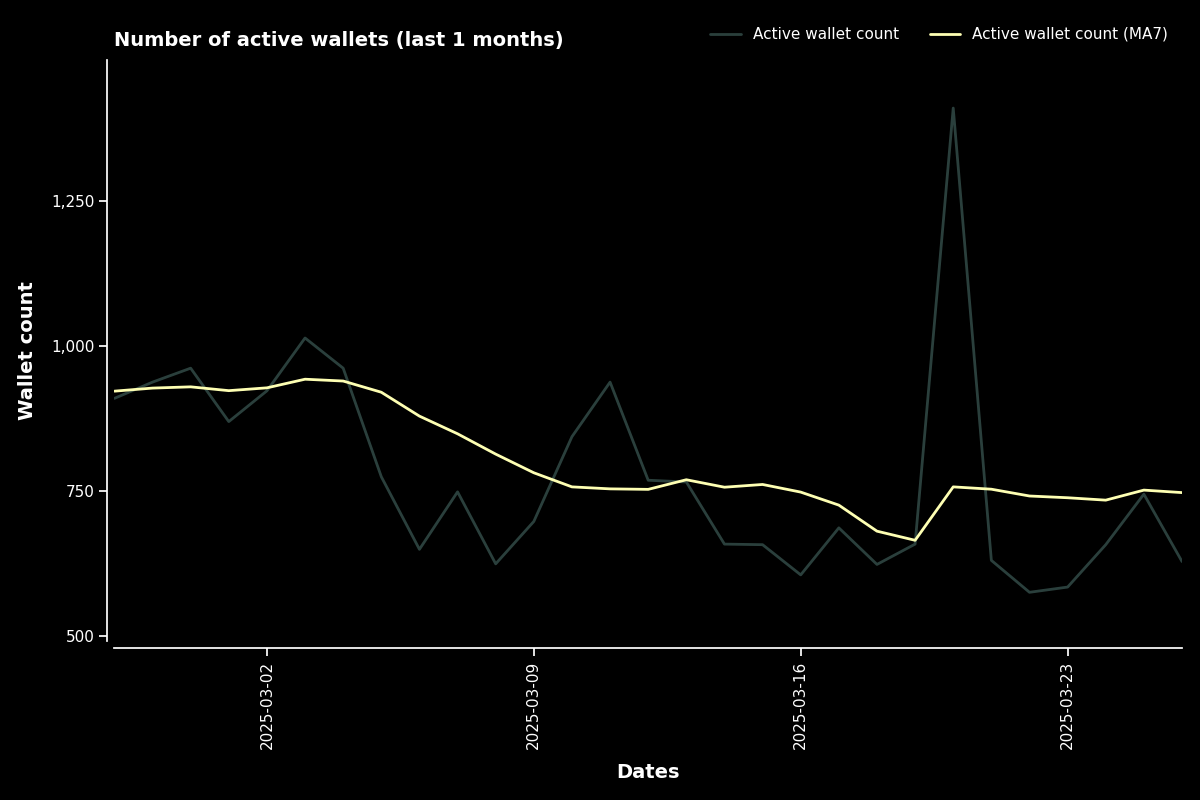 Number of active wallets (last 1 months)
Active wallet count
Active wallet count (MA7)
Wallet count
1,250
1,000
750
500
2025-03-02
2025-03-09
2025-03-16
2025-03-23
Dates